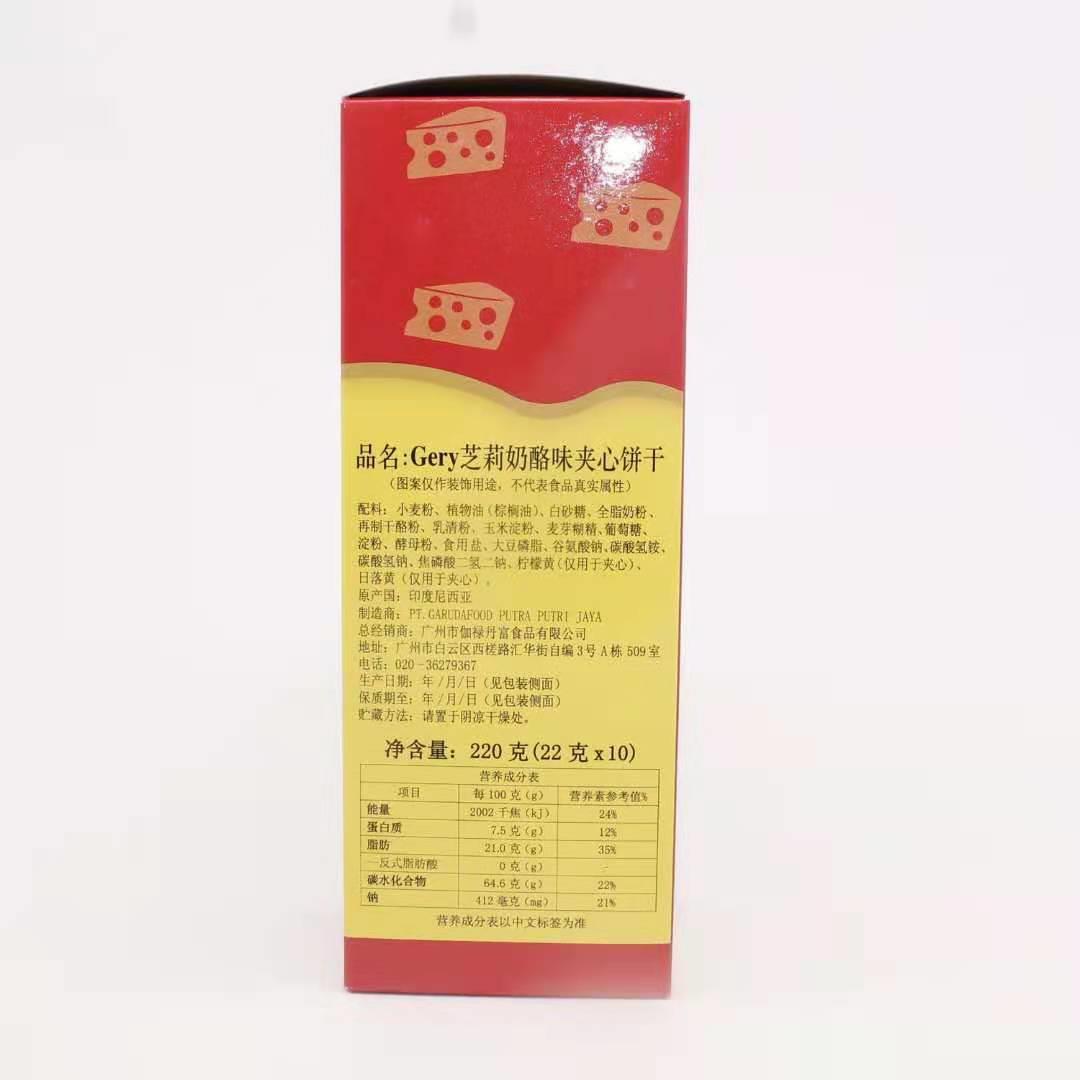 品名:Gery芝莉奶酪味夹心饼干
(图案仅作装饰用途，不代表食品真实属性)
配料：小麦粉、植物油(棕榈油)、白砂糖、全脂奶粉、
再制干酪粉、乳清粉、玉米淀粉、麦芽糊精、葡萄糖、
淀粉、酵母粉、食用盐、大豆磷脂、谷氨酸钠、碳酸氢铵、
碳酸氢钠、焦磷酸二氢二钠、柠檬黄(仅用于夹心)、
日落黄(仅用于夹心)。
原产国：印度尼西亚
制造商：PT.GARUDAFOOD PUTRA PUTRI JAYA
总经销商：广州市伽禄丹富食品有限公司
地址：广州市白云区西槎路汇华街自编3号A栋509室
电话：020-36279367
生产日期：年/月/日(见包装侧面)
保质期至：年/月/日(见包装侧面)
贮藏方法：请置于阴凉干燥处。
净含量：220克(22克x10)
营养成分表
项目 每100克(g) 营养素参考值%
能量 2002千焦(kJ) 24%
蛋白质 7.5克(g) 12%
脂肪 21.0克(g) 35%
—反式脂肪酸 0克(g) -
碳水化合物 64.6克(g) 22%
钠 412毫克(mg) 21%
营养成分表以中文标签为准